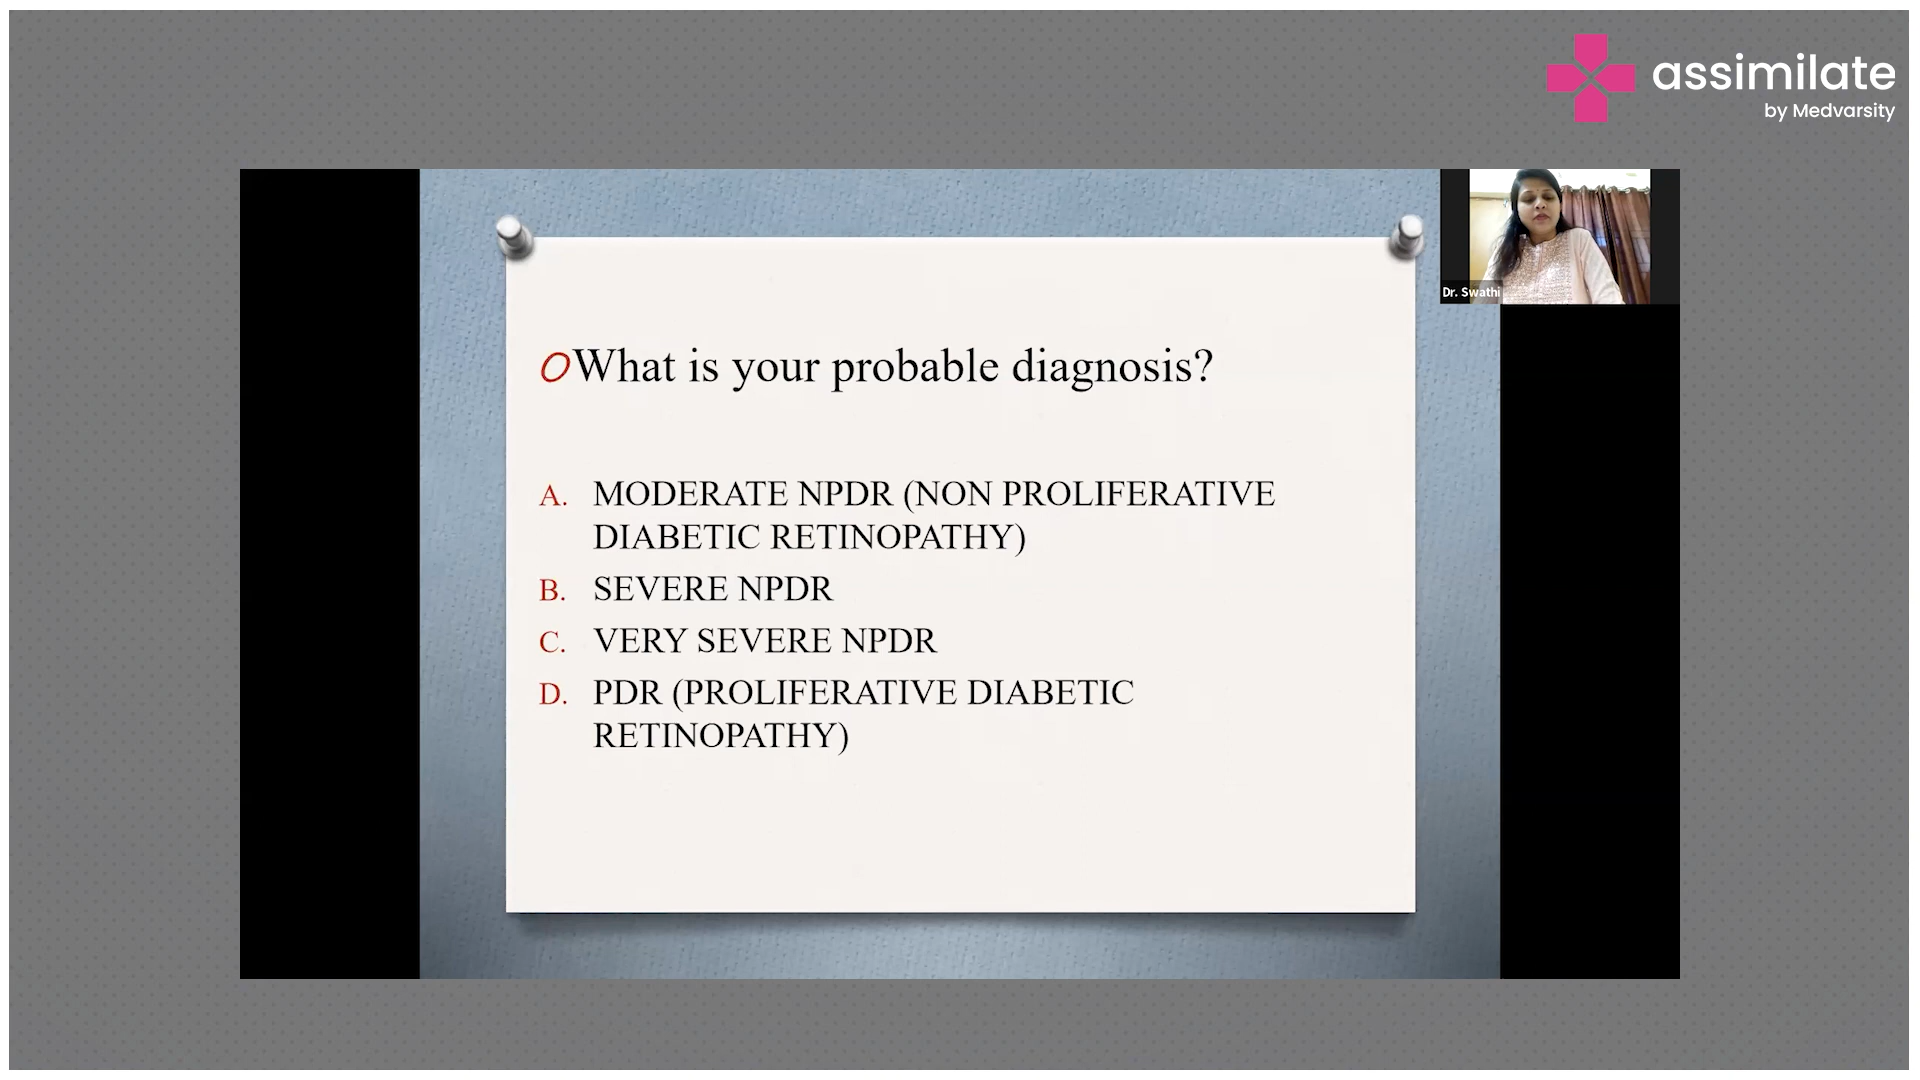 assimilate
by Medvarsity
Dr. Swathi
What is your probable diagnosis?
A. MODERATE NPDR (NON PROLIFERATIVE
DIABETIC RETINOPATHY)
B. SEVERE NPDR
C. VERY SEVERE NPDR
D. PDR (PROLIFERATIVE DIABETIC
RETINOPATHY)